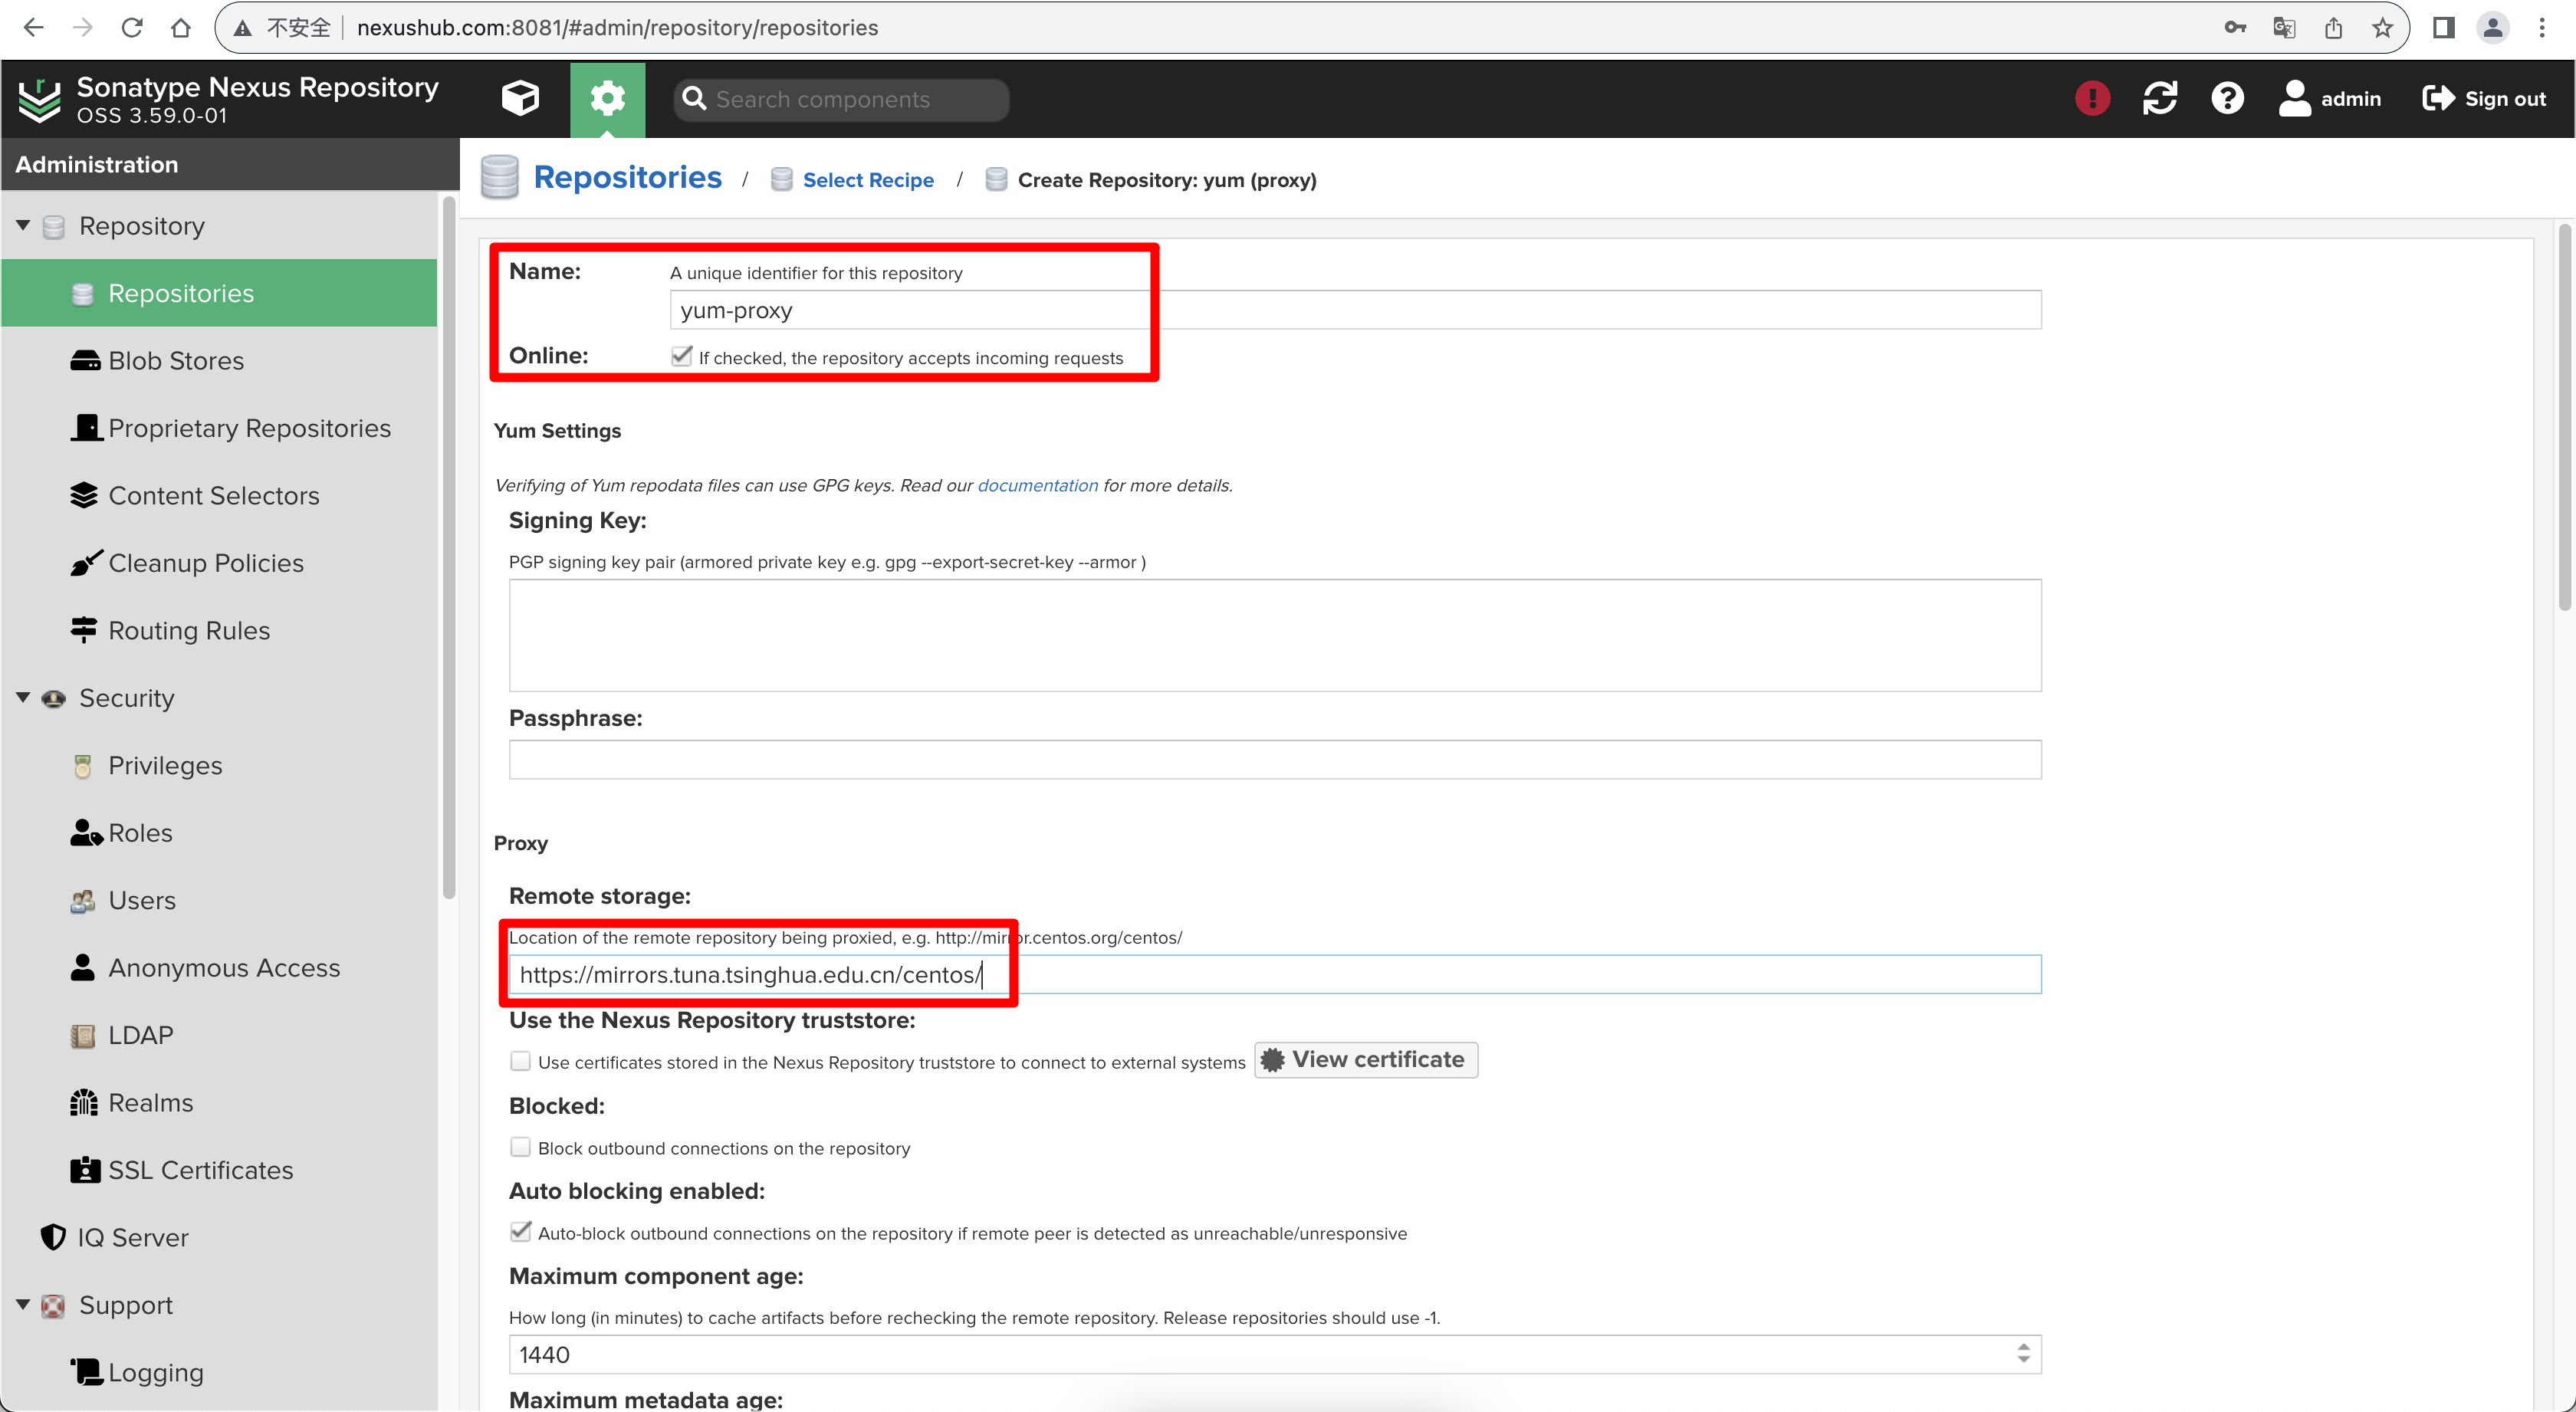 不安全 nexushub.com:8081/#admin/repository/repositories
Sonatype Nexus Repository
OSS 3.59.0-01
Search components
admin
Sign out
Administration
Repository
Repositories
Blob Stores
Proprietary Repositories
Content Selectors
Cleanup Policies
Routing Rules
Security
Privileges
Roles
Users
Anonymous Access
LDAP
Realms
SSL Certificates
IQ Server
Support
Logging
Repositories / Select Recipe / Create Repository: yum (proxy)
Name: A unique identifier for this repository
yum-proxy
Online: If checked, the repository accepts incoming requests
Yum Settings
Verifying of Yum repodata files can use GPG keys. Read our documentation for more details.
Signing Key:
PGP signing key pair (armored private key e.g. gpg --export-secret-key --armor )
Passphrase:
Proxy
Remote storage:
Location of the remote repository being proxied, e.g. http://mirror.centos.org/centos/
https://mirrors.tuna.tsinghua.edu.cn/centos/
Use the Nexus Repository truststore:
Use certificates stored in the Nexus Repository truststore to connect to external systems View certificate
Blocked:
Block outbound connections on the repository
Auto blocking enabled:
Auto-block outbound connections on the repository if remote peer is detected as unreachable/unresponsive
Maximum component age:
How long (in minutes) to cache artifacts before rechecking the remote repository. Release repositories should use -1.
1440
Maximum metadata age: